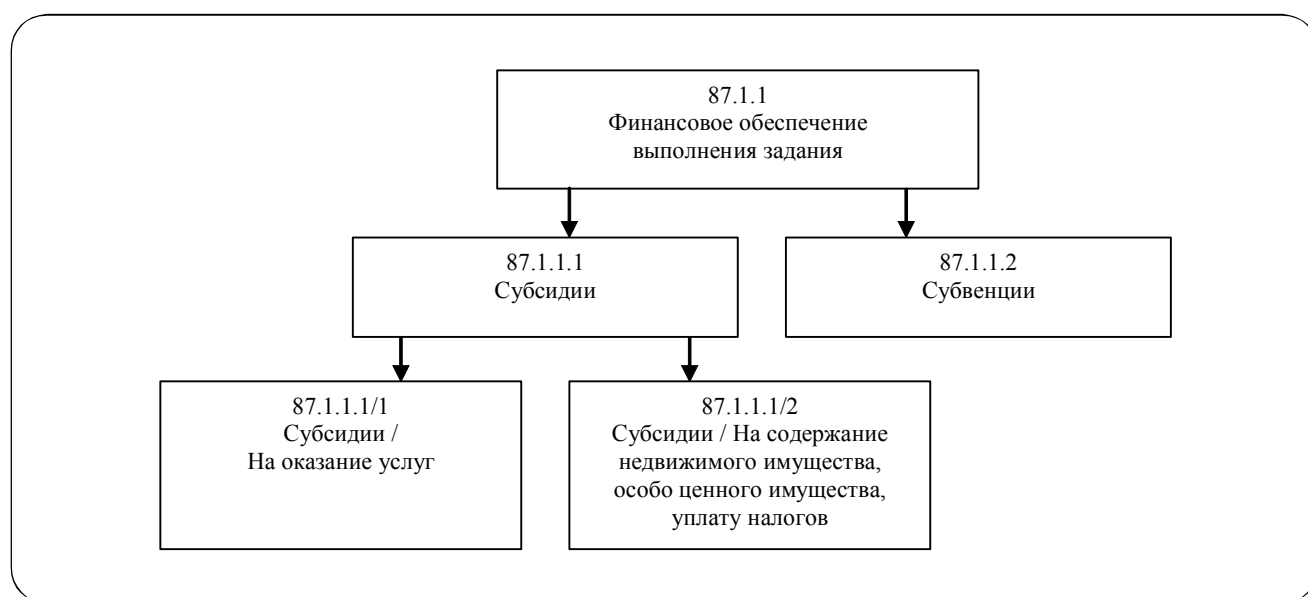 87.1.1
Финансовое обеспечение
выполнения задания
87.1.1.1
Субсидии
87.1.1.2
Субвенции
87.1.1.1/1
Субсидии /
На оказание услуг
87.1.1.1/2
Субсидии / На содержание
недвижимого имущества,
особо ценного имущества,
уплату налогов